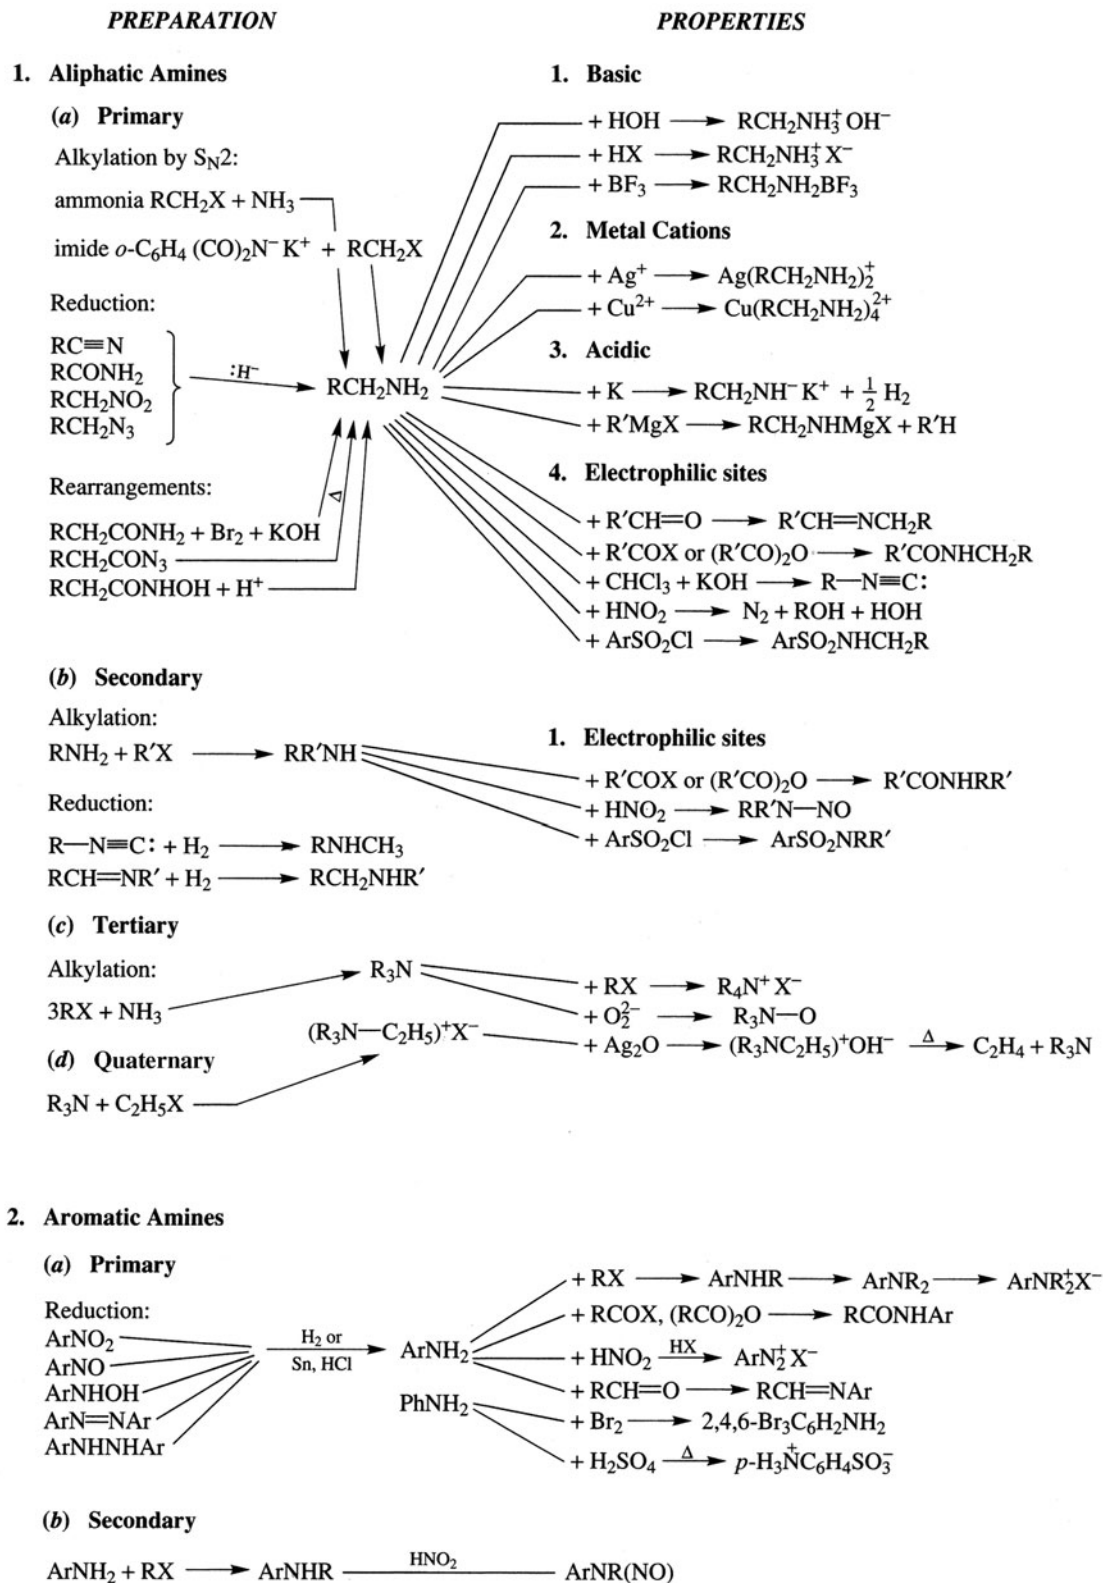 PREPARATION
PROPERTIES
1. Aliphatic Amines
(a) Primary
Alkylation by S_N2:
ammonia RCH₂X + NH₃
imide o-C₆H₄ (CO)₂N⁻ K⁺ + RCH₂X
Reduction:
RC≡N
RCONH₂
RCH₂NO₂
RCH₂N₃
:H⁻
RCH₂NH₂
Rearrangements:
Δ
RCH₂CONH₂ + Br₂ + KOH
RCH₂CON₃
RCH₂CONHOH + H⁺
1. Basic
+ HOH → RCH₂NH₃⁺ OH⁻
+ HX → RCH₂NH₃⁺ X⁻
+ BF₃ → RCH₂NH₂BF₃
2. Metal Cations
+ Ag⁺ → Ag(RCH₂NH₂)₂⁺
+ Cu²⁺ → Cu(RCH₂NH₂)₄²⁺
3. Acidic
+ K → RCH₂NH⁻ K⁺ + 1/2 H₂
+ R′MgX → RCH₂NHMgX + R′H
4. Electrophilic sites
+ R′CH=O → R′CH=NCH₂R
+ R′COX or (R′CO)₂O → R′CONHCH₂R
+ CHCl₃ + KOH → R—N≡C:
+ HNO₂ → N₂ + ROH + HOH
+ ArSO₂Cl → ArSO₂NHCH₂R
(b) Secondary
Alkylation:
RNH₂ + R′X → RR′NH
Reduction:
R—N≡C: + H₂ → RNHCH₃
RCH=NR′ + H₂ → RCH₂NHR′
1. Electrophilic sites
+ R′COX or (R′CO)₂O → R′CONHRR′
+ HNO₂ → RR′N—NO
+ ArSO₂Cl → ArSO₂NRR′
(c) Tertiary
Alkylation:
3RX + NH₃
R₃N
+ RX → R₄N⁺ X⁻
+ O₂²⁻ → R₃N—O
(R₃N—C₂H₅)⁺X⁻
+ Ag₂O → (R₃NC₂H₅)⁺OH⁻ Δ → C₂H₄ + R₃N
(d) Quaternary
R₃N + C₂H₅X
2. Aromatic Amines
(a) Primary
Reduction:
ArNO₂
ArNO
ArNHOH
ArN=NAr
ArNHNHAr
H₂ or
Sn, HCl
ArNH₂
PhNH₂
+ RX → ArNHR → ArNR₂ → ArNR₂⁺X⁻
+ RCOX, (RCO)₂O → RCONHAr
+ HNO₂ HX → ArN₂⁺ X⁻
+ RCH=O → RCH=NAr
+ Br₂ → 2,4,6-Br₃C₆H₂NH₂
+ H₂SO₄ Δ → p-H₃N⁺C₆H₄SO₃⁻
(b) Secondary
ArNH₂ + RX → ArNHR HNO₂ — ArNR(NO)